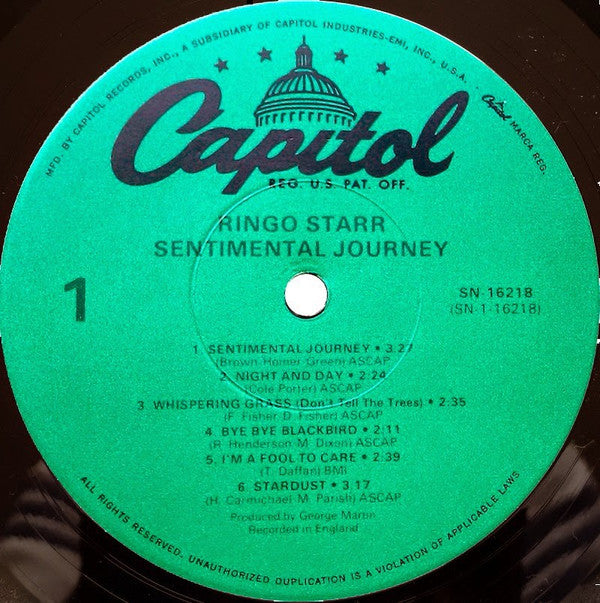 MFD. BY CAPITOL RECORDS, INC., A SUBSIDIARY OF CAPITOL INDUSTRIES-EMI, INC., U.S.A. . Capitol MARCA REG.
Capitol
REG. U.S. PAT. OFF.
RINGO STARR
SENTIMENTAL JOURNEY
1
SN-16218
(SN-1-16218)
1. SENTIMENTAL JOURNEY • 3:27
(Brown-Homer-Green) ASCAP
2. NIGHT AND DAY • 2:24
(Cole Porter) ASCAP
3. WHISPERING GRASS (Don't Tell The Trees) • 2:35
(F. Fisher-D. Fisher) ASCAP
4. BYE BYE BLACKBIRD • 2:11
(R. Henderson-M. Dixon) ASCAP
5. I'M A FOOL TO CARE • 2:39
(T. Daffan) BMI
6. STARDUST • 3:17
(H. Carmichael-M. Parish) ASCAP
Produced by George Martin
Recorded in England
ALL RIGHTS RESERVED. UNAUTHORIZED DUPLICATION IS A VIOLATION OF APPLICABLE LAWS